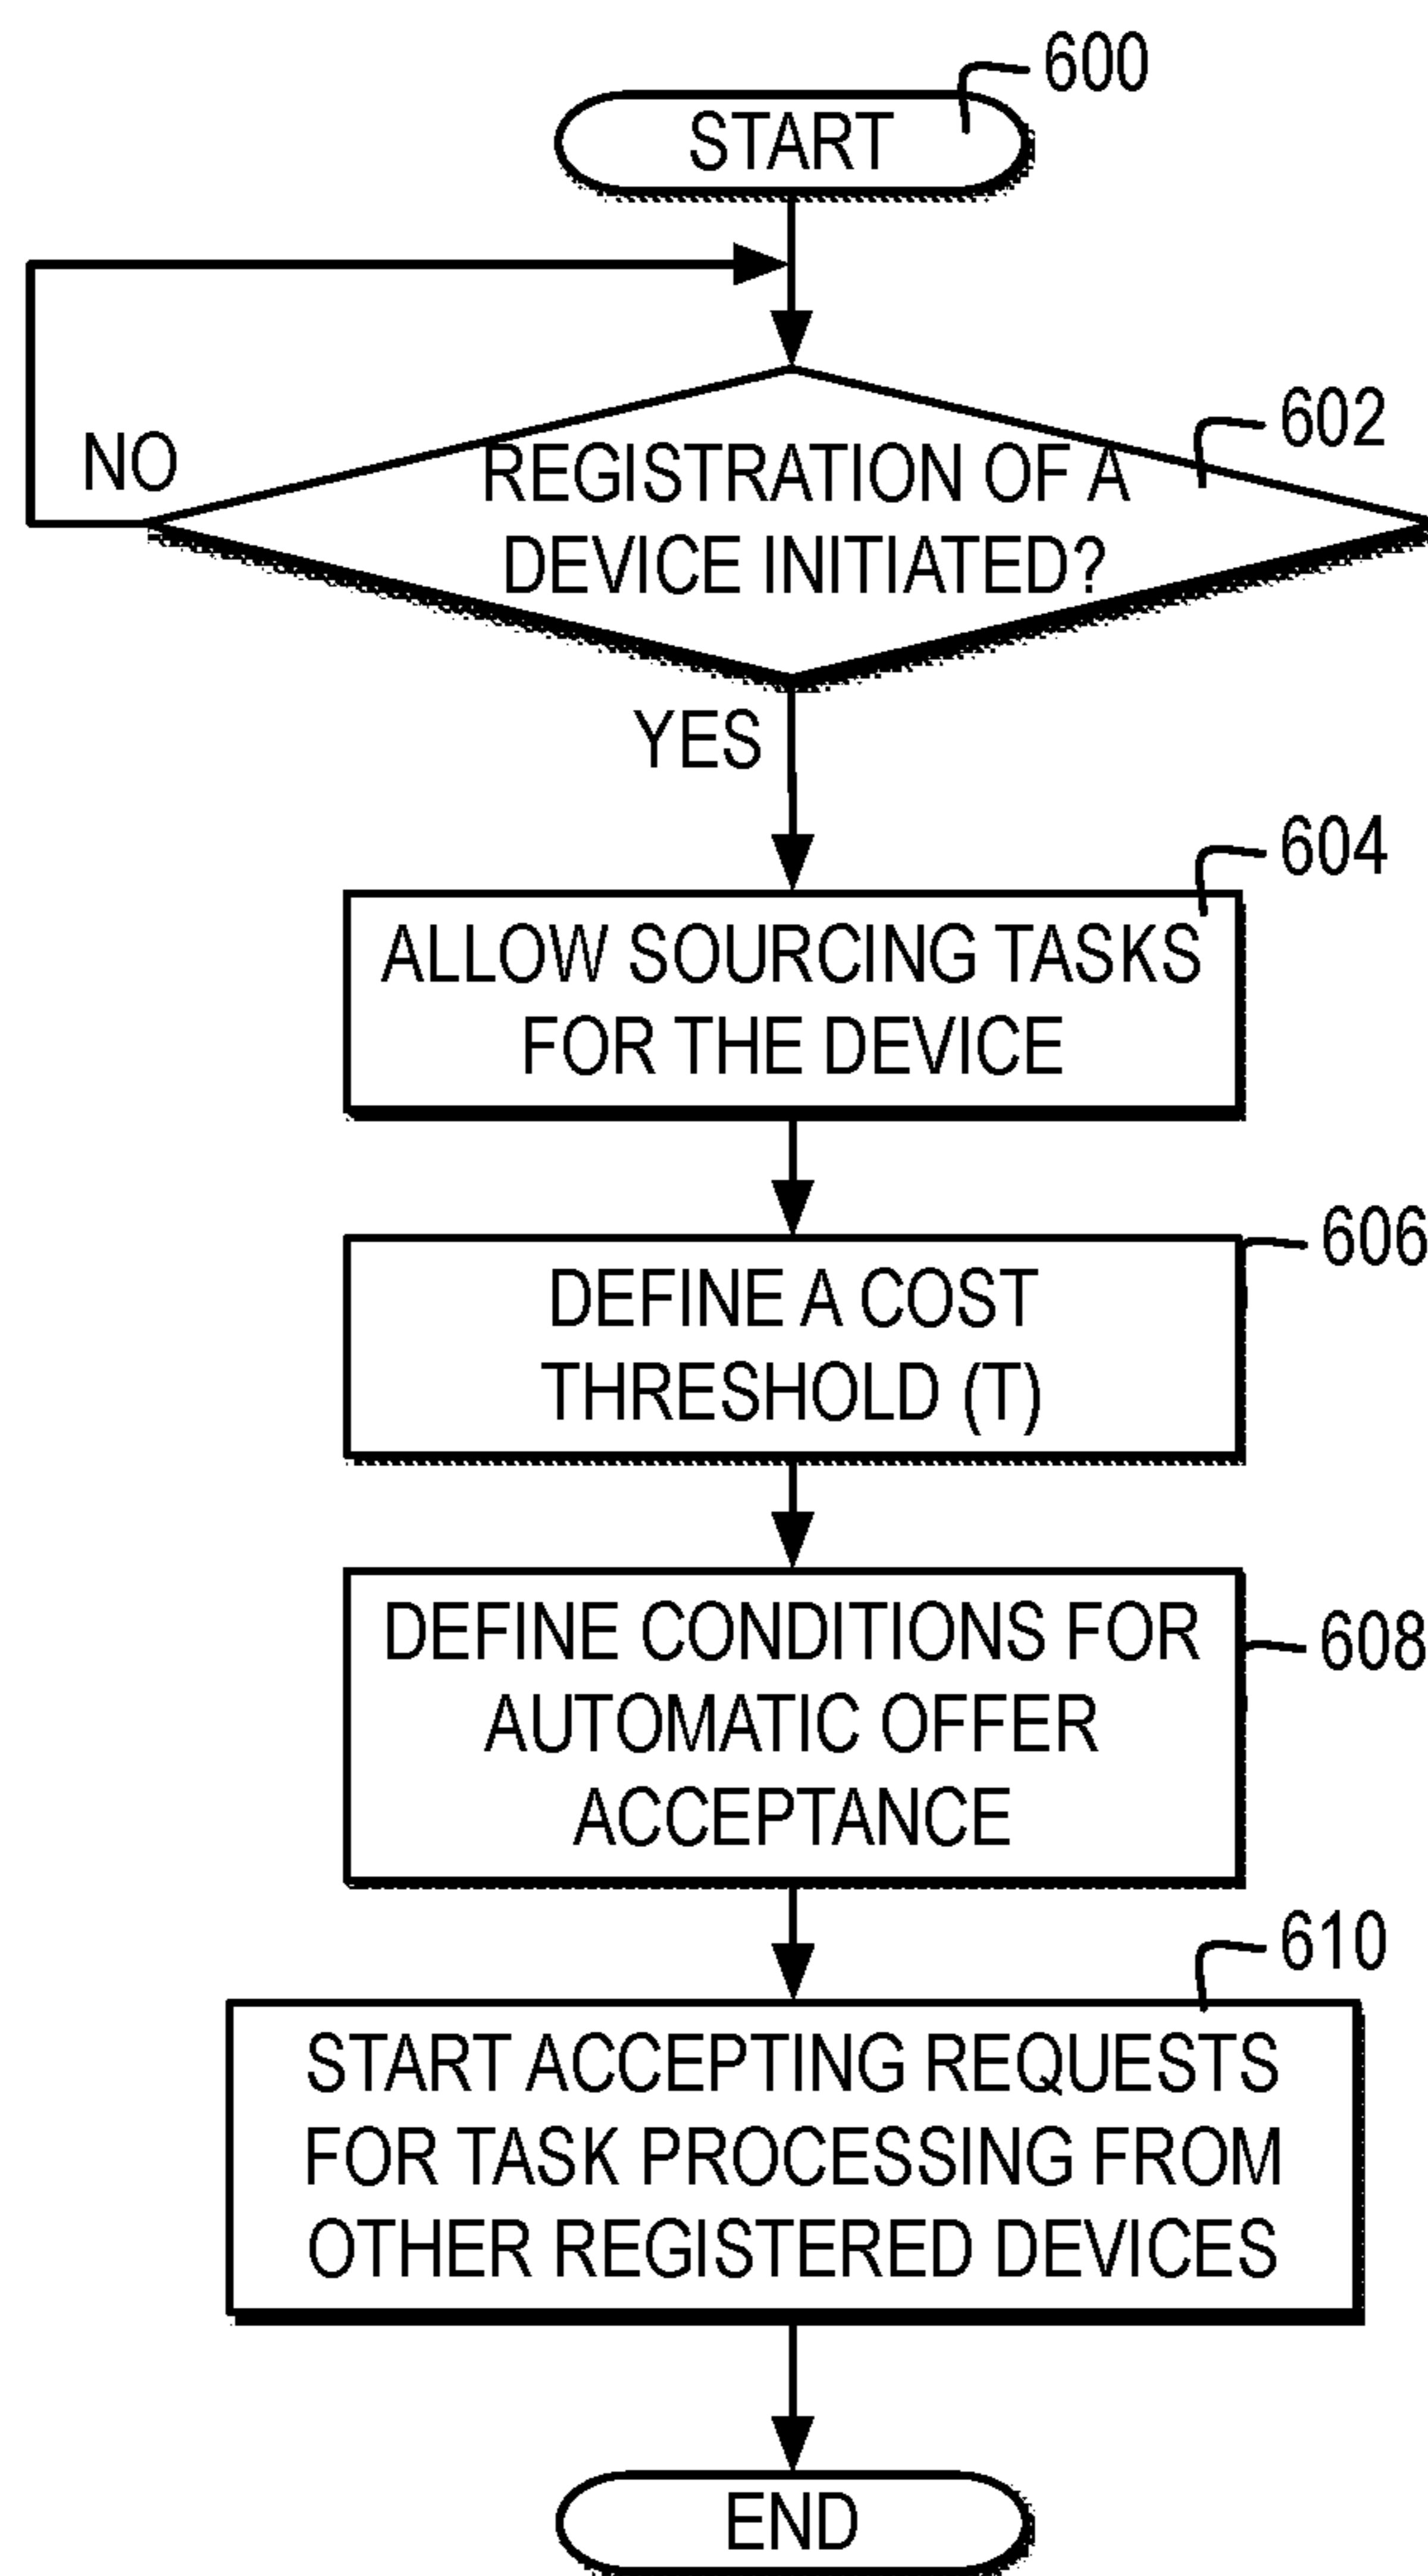 600
START
602
NO
REGISTRATION OF A
DEVICE INITIATED?
YES
604
ALLOW SOURCING TASKS
FOR THE DEVICE
606
DEFINE A COST
THRESHOLD (T)
608
DEFINE CONDITIONS FOR
AUTOMATIC OFFER
ACCEPTANCE
610
START ACCEPTING REQUESTS
FOR TASK PROCESSING FROM
OTHER REGISTERED DEVICES
END